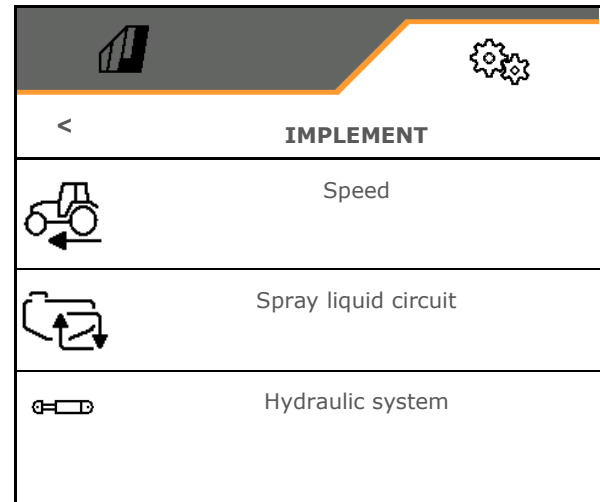 <
IMPLEMENT
Speed
Spray liquid circuit
Hydraulic system